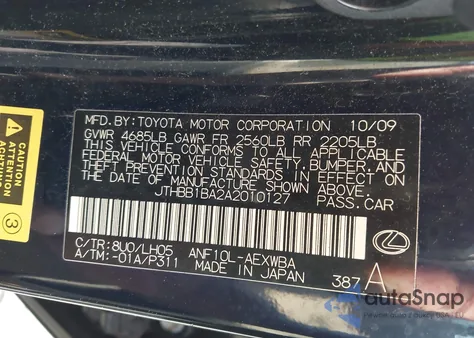 MFD.BY:TOYOTA MOTOR CORPORATION 10/09
GVWR 4685LB GAWR FR 2560LB RR 2205LB
THIS VEHICLE CONFORMS TO ALL APPLICABLE
FEDERAL MOTOR VEHICLE SAFETY, BUMPER, AND
THEFT PREVENTION STANDARDS IN EFFECT ON
THE DATE OF MANUFACTURE SHOWN ABOVE.
JTHBB1BA2A2010127 PASS.CAR
C/TR:8U0/LH05 ANF10L-AEXWBA
A/TM:-01A/P311 MADE IN JAPAN 387 A
autoSnap